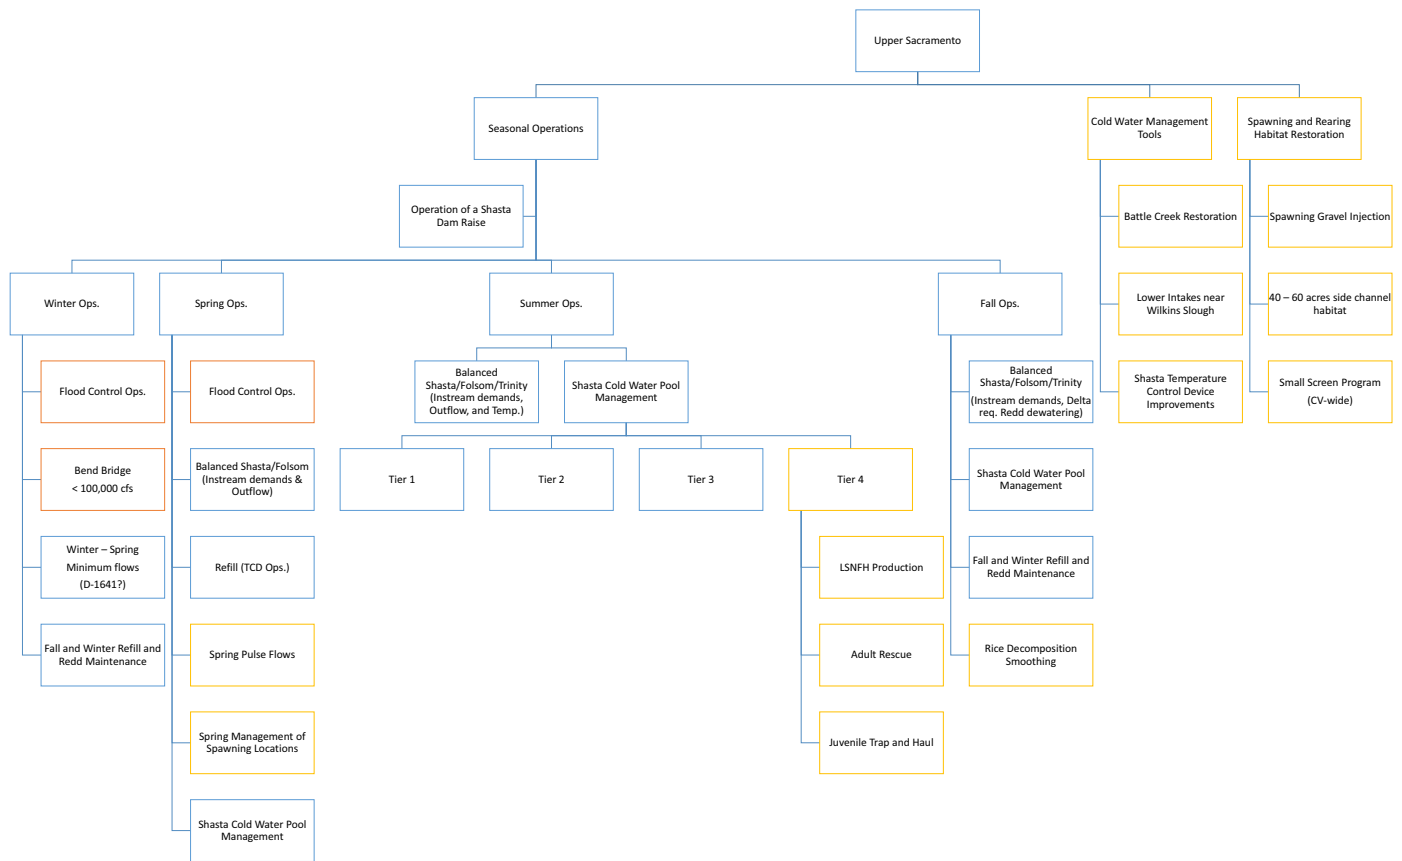 Upper Sacramento
Seasonal Operations
Cold Water Management
Tools
Spawning and Rearing
Habitat Restoration
Operation of a Shasta
Dam Raise
Battle Creek Restoration
Spawning Gravel Injection
Winter Ops.
Spring Ops.
Summer Ops.
Fall Ops.
Lower Intakes near
Wilkins Slough
40 – 60 acres side channel
habitat
Flood Control Ops.
Flood Control Ops.
Balanced
Shasta/Folsom/Trinity
(Instream demands,
Outflow, and Temp.)
Shasta Cold Water Pool
Management
Balanced
Shasta/Folsom/Trinity
(Instream demands, Delta
req. Redd dewatering)
Shasta Temperature
Control Device
Improvements
Small Screen Program
(CV-wide)
Bend Bridge
< 100,000 cfs
Balanced Shasta/Folsom
(Instream demands &
Outflow)
Tier 1
Tier 2
Tier 3
Tier 4
Shasta Cold Water Pool
Management
Winter – Spring
Minimum flows
(D-1641?)
Refill (TCD Ops.)
LSNFH Production
Fall and Winter Refill and
Redd Maintenance
Fall and Winter Refill and
Redd Maintenance
Spring Pulse Flows
Adult Rescue
Rice Decomposition
Smoothing
Spring Management of
Spawning Locations
Juvenile Trap and Haul
Shasta Cold Water Pool
Management